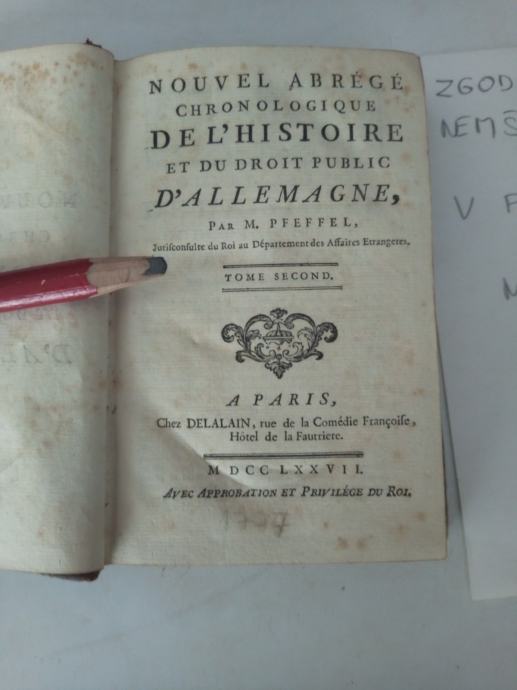 NOUVEL ABRÉGÉ
CHRONOLOGIQUE
DE L'HISTOIRE
ET DU DROIT PUBLIC
D'ALLEMAGNE,
PAR M. PFEFFEL,
Jurisconsulte du Roi au Département des Affaires Etrangeres.
TOME SECOND.
A PARIS,
Chez DELALAIN, rue de la Comédie Françoise,
Hôtel de la Fautriere.
M DCC LXXVII.
AVEC APPROBATION ET PRIVILÉGE DU ROI.
ZGOD
NEMŠ
V